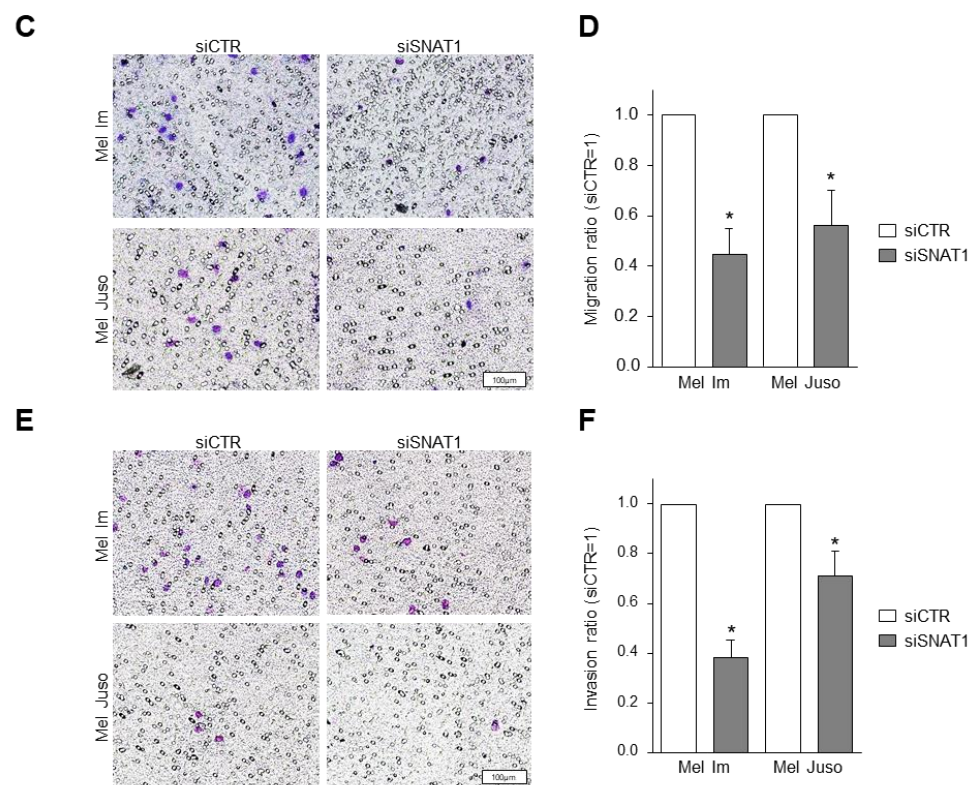 C
siCTR
siSNAT1
Mel Im
Mel Juso
100µm
D
Migration ratio (siCTR=1)
1.0
0.8
0.6
0.4
0.2
0.0
*
*
Mel Im
Mel Juso
siCTR
siSNAT1
E
siCTR
siSNAT1
Mel Im
Mel Juso
100µm
F
Invasion ratio (siCTR=1)
1.0
0.8
0.6
0.4
0.2
0.0
*
*
Mel Im
Mel Juso
siCTR
siSNAT1